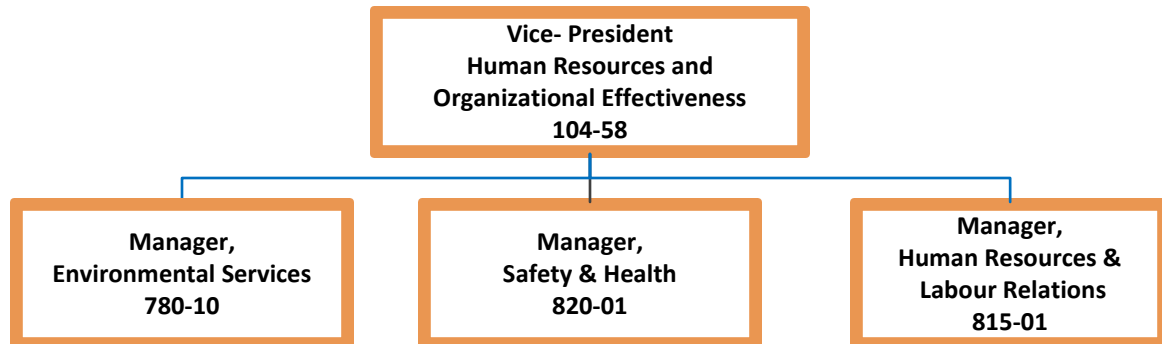 Vice- President
Human Resources and
Organizational Effectiveness
104-58
Manager,
Environmental Services
780-10
Manager,
Safety & Health
820-01
Manager,
Human Resources &
Labour Relations
815-01